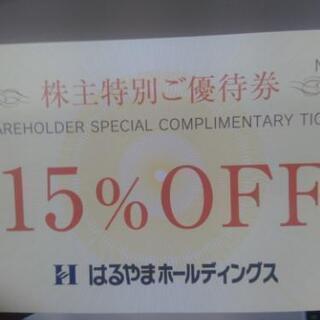 N
株主特別ご優待券
AREHOLDER SPECIAL COMPLIMENTARY TIC
15%OFF
はるやまホールディングス